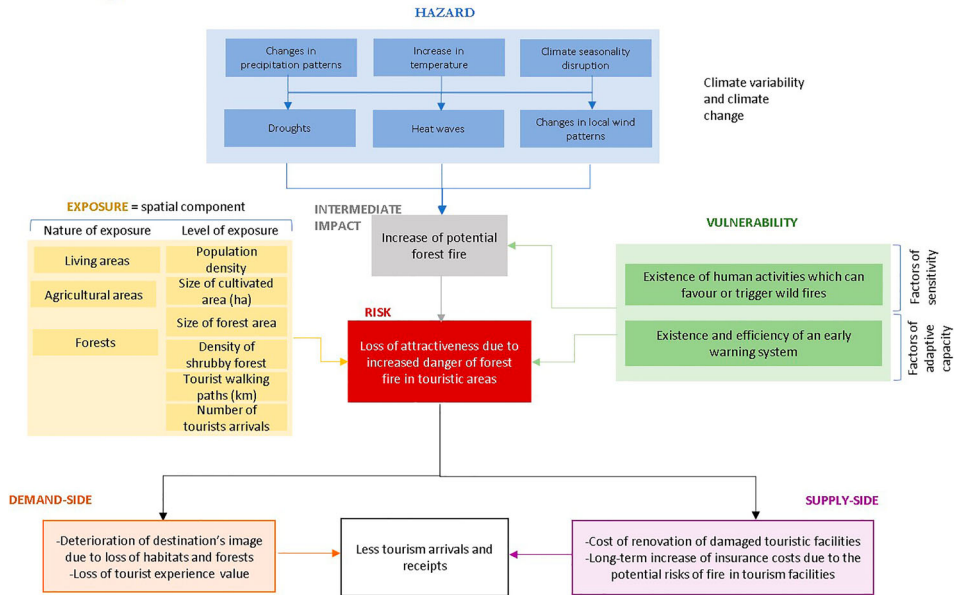 HAZARD
Changes in
precipitation patterns
Increase in
temperature
Climate seasonality
disruption
Droughts
Heat waves
Changes in local wind
patterns
Climate variability
and climate
change
EXPOSURE = spatial component
Nature of exposure
Level of exposure
Living areas
Population
density
Agricultural areas
Size of cultivated
area (ha)
Forests
Size of forest area
Density of
shrubby forest
Tourist walking
paths (km)
Number of
tourists arrivals
INTERMEDIATE
IMPACT
Increase of potential
forest fire
RISK
Loss of attractiveness due to
increased danger of forest
fire in touristic areas
VULNERABILITY
Existence of human activities which can
favour or trigger wild fires
Existence and efficiency of an early
warning system
Factors of
sensitivity
Factors of
adaptive
capacity
DEMAND-SIDE
-Deterioration of destination's image
due to loss of habitats and forests
-Loss of tourist experience value
Less tourism arrivals and
receipts
SUPPLY-SIDE
-Cost of renovation of damaged touristic facilities
-Long-term increase of insurance costs due to the
potential risks of fire in tourism facilities